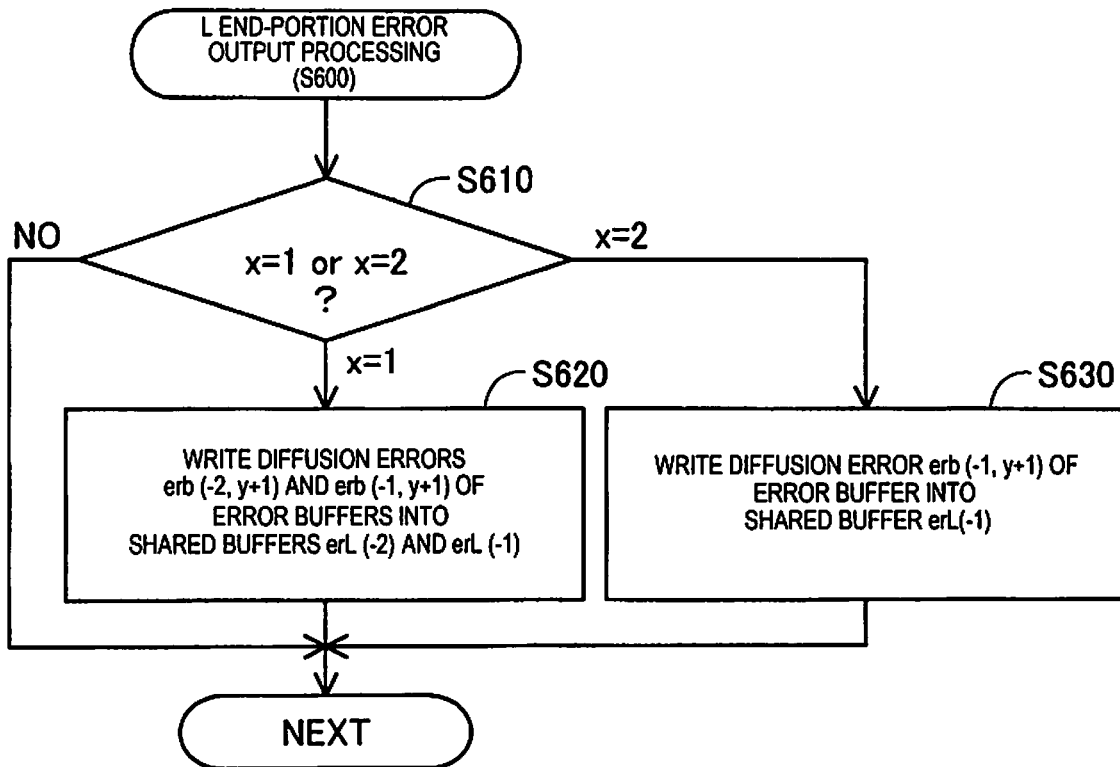 L END-PORTION ERROR
OUTPUT PROCESSING
(S600)
S610
NO
x=2
x=1 or x=2
?
x=1
S620
S630
WRITE DIFFUSION ERRORS
erb (-2, y+1) AND erb (-1, y+1) OF
ERROR BUFFERS INTO
SHARED BUFFERS erL (-2) AND erL (-1)
WRITE DIFFUSION ERROR erb (-1, y+1) OF
ERROR BUFFER INTO
SHARED BUFFER erL(-1)
NEXT